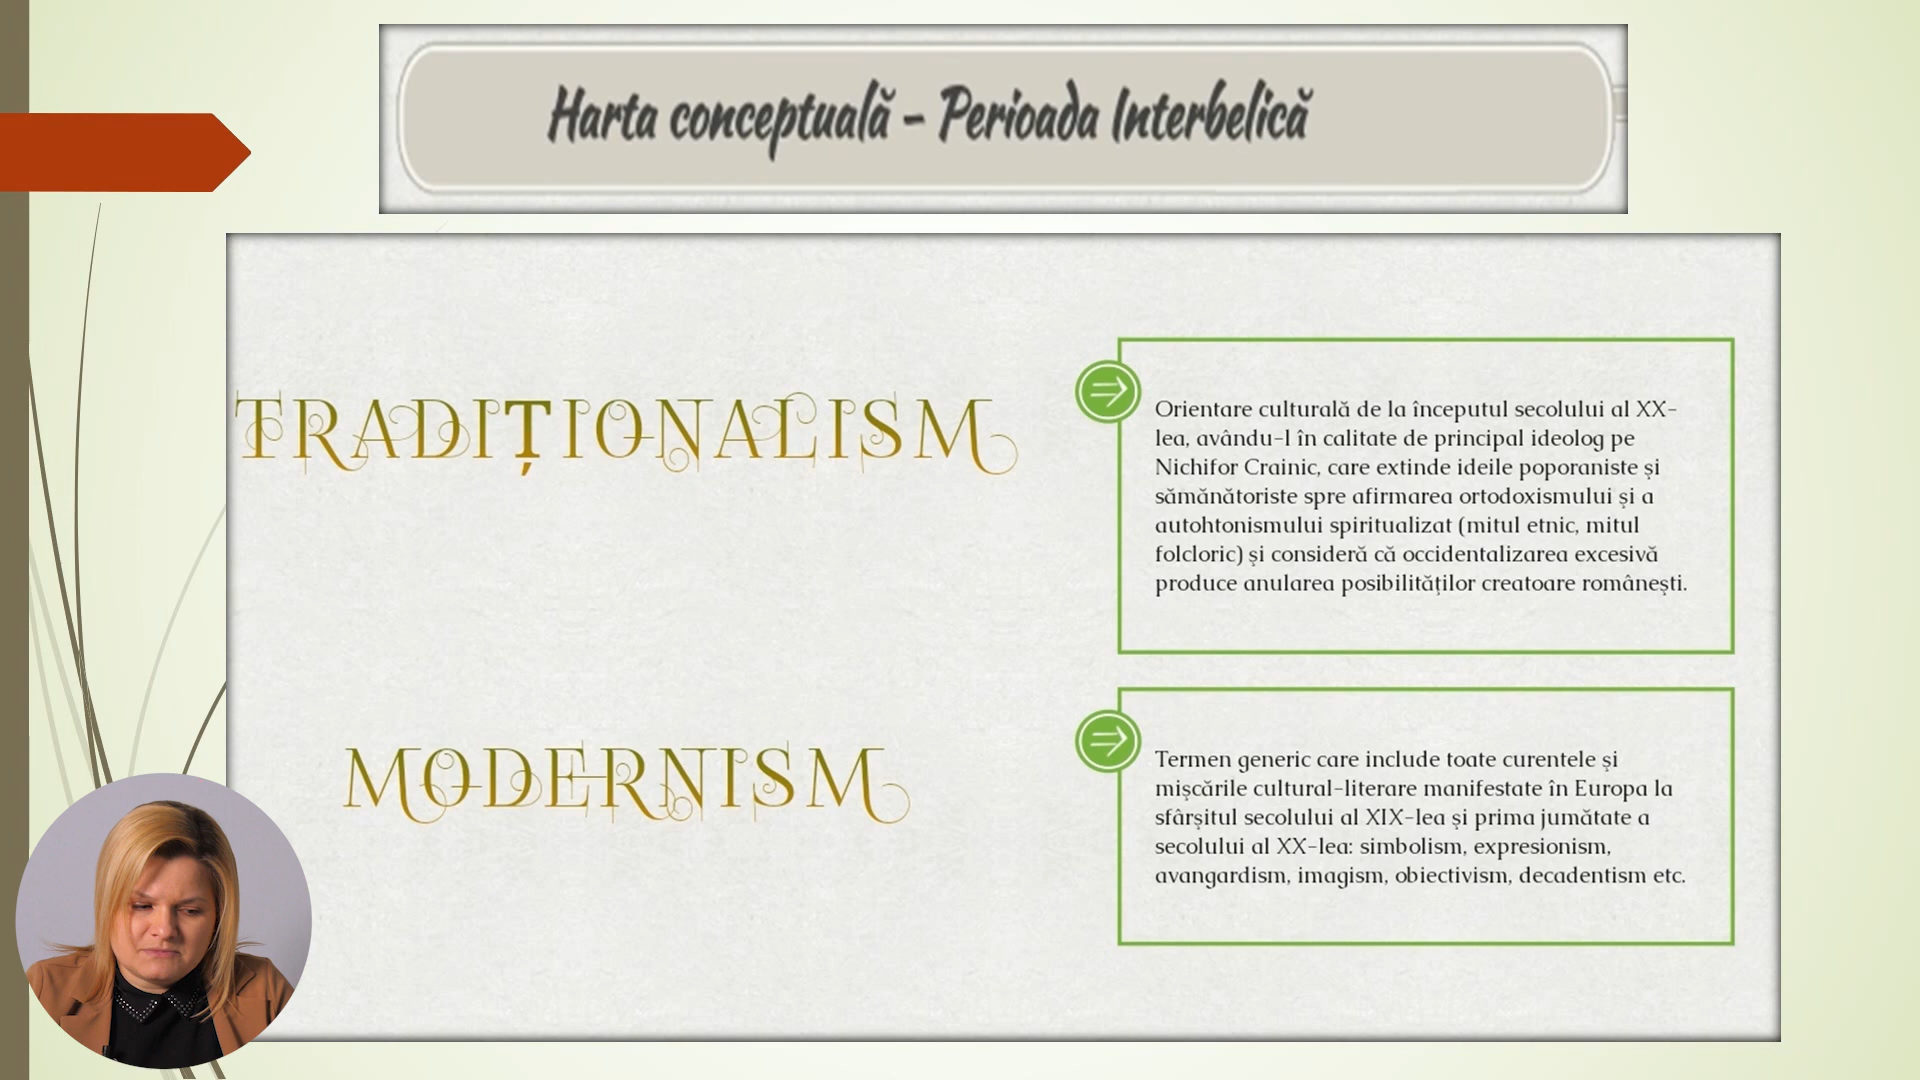 Harta conceptuală - Perioada Interbelică
TRADIȚIONALISM
Orientare culturală de la începutul secolului al XX-
lea, avându-l în calitate de principal ideolog pe
Nichifor Crainic, care extinde ideile poporaniste și
sămănătoriste spre afirmarea ortodoxismului și a
autohtonismului spiritualizat (mitul etnic, mitul
folcloric) și consideră că occidentalizarea excesivă
produce anularea posibilităților creatoare românești.
MODERNISM
Termen generic care include toate curentele și
mișcările cultural-literare manifestate în Europa la
sfârșitul secolului al XIX-lea și prima jumătate a
secolului al XX-lea: simbolism, expresionism,
avangardism, imagism, obiectivism, decadentism etc.